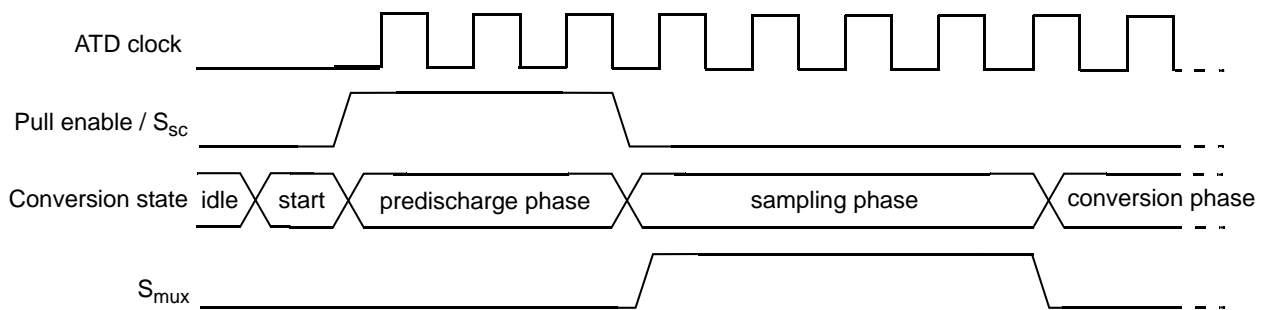 ATD clock
Pull enable / Ssc
Conversion state idle start predischarge phase sampling phase conversion phase
Smux